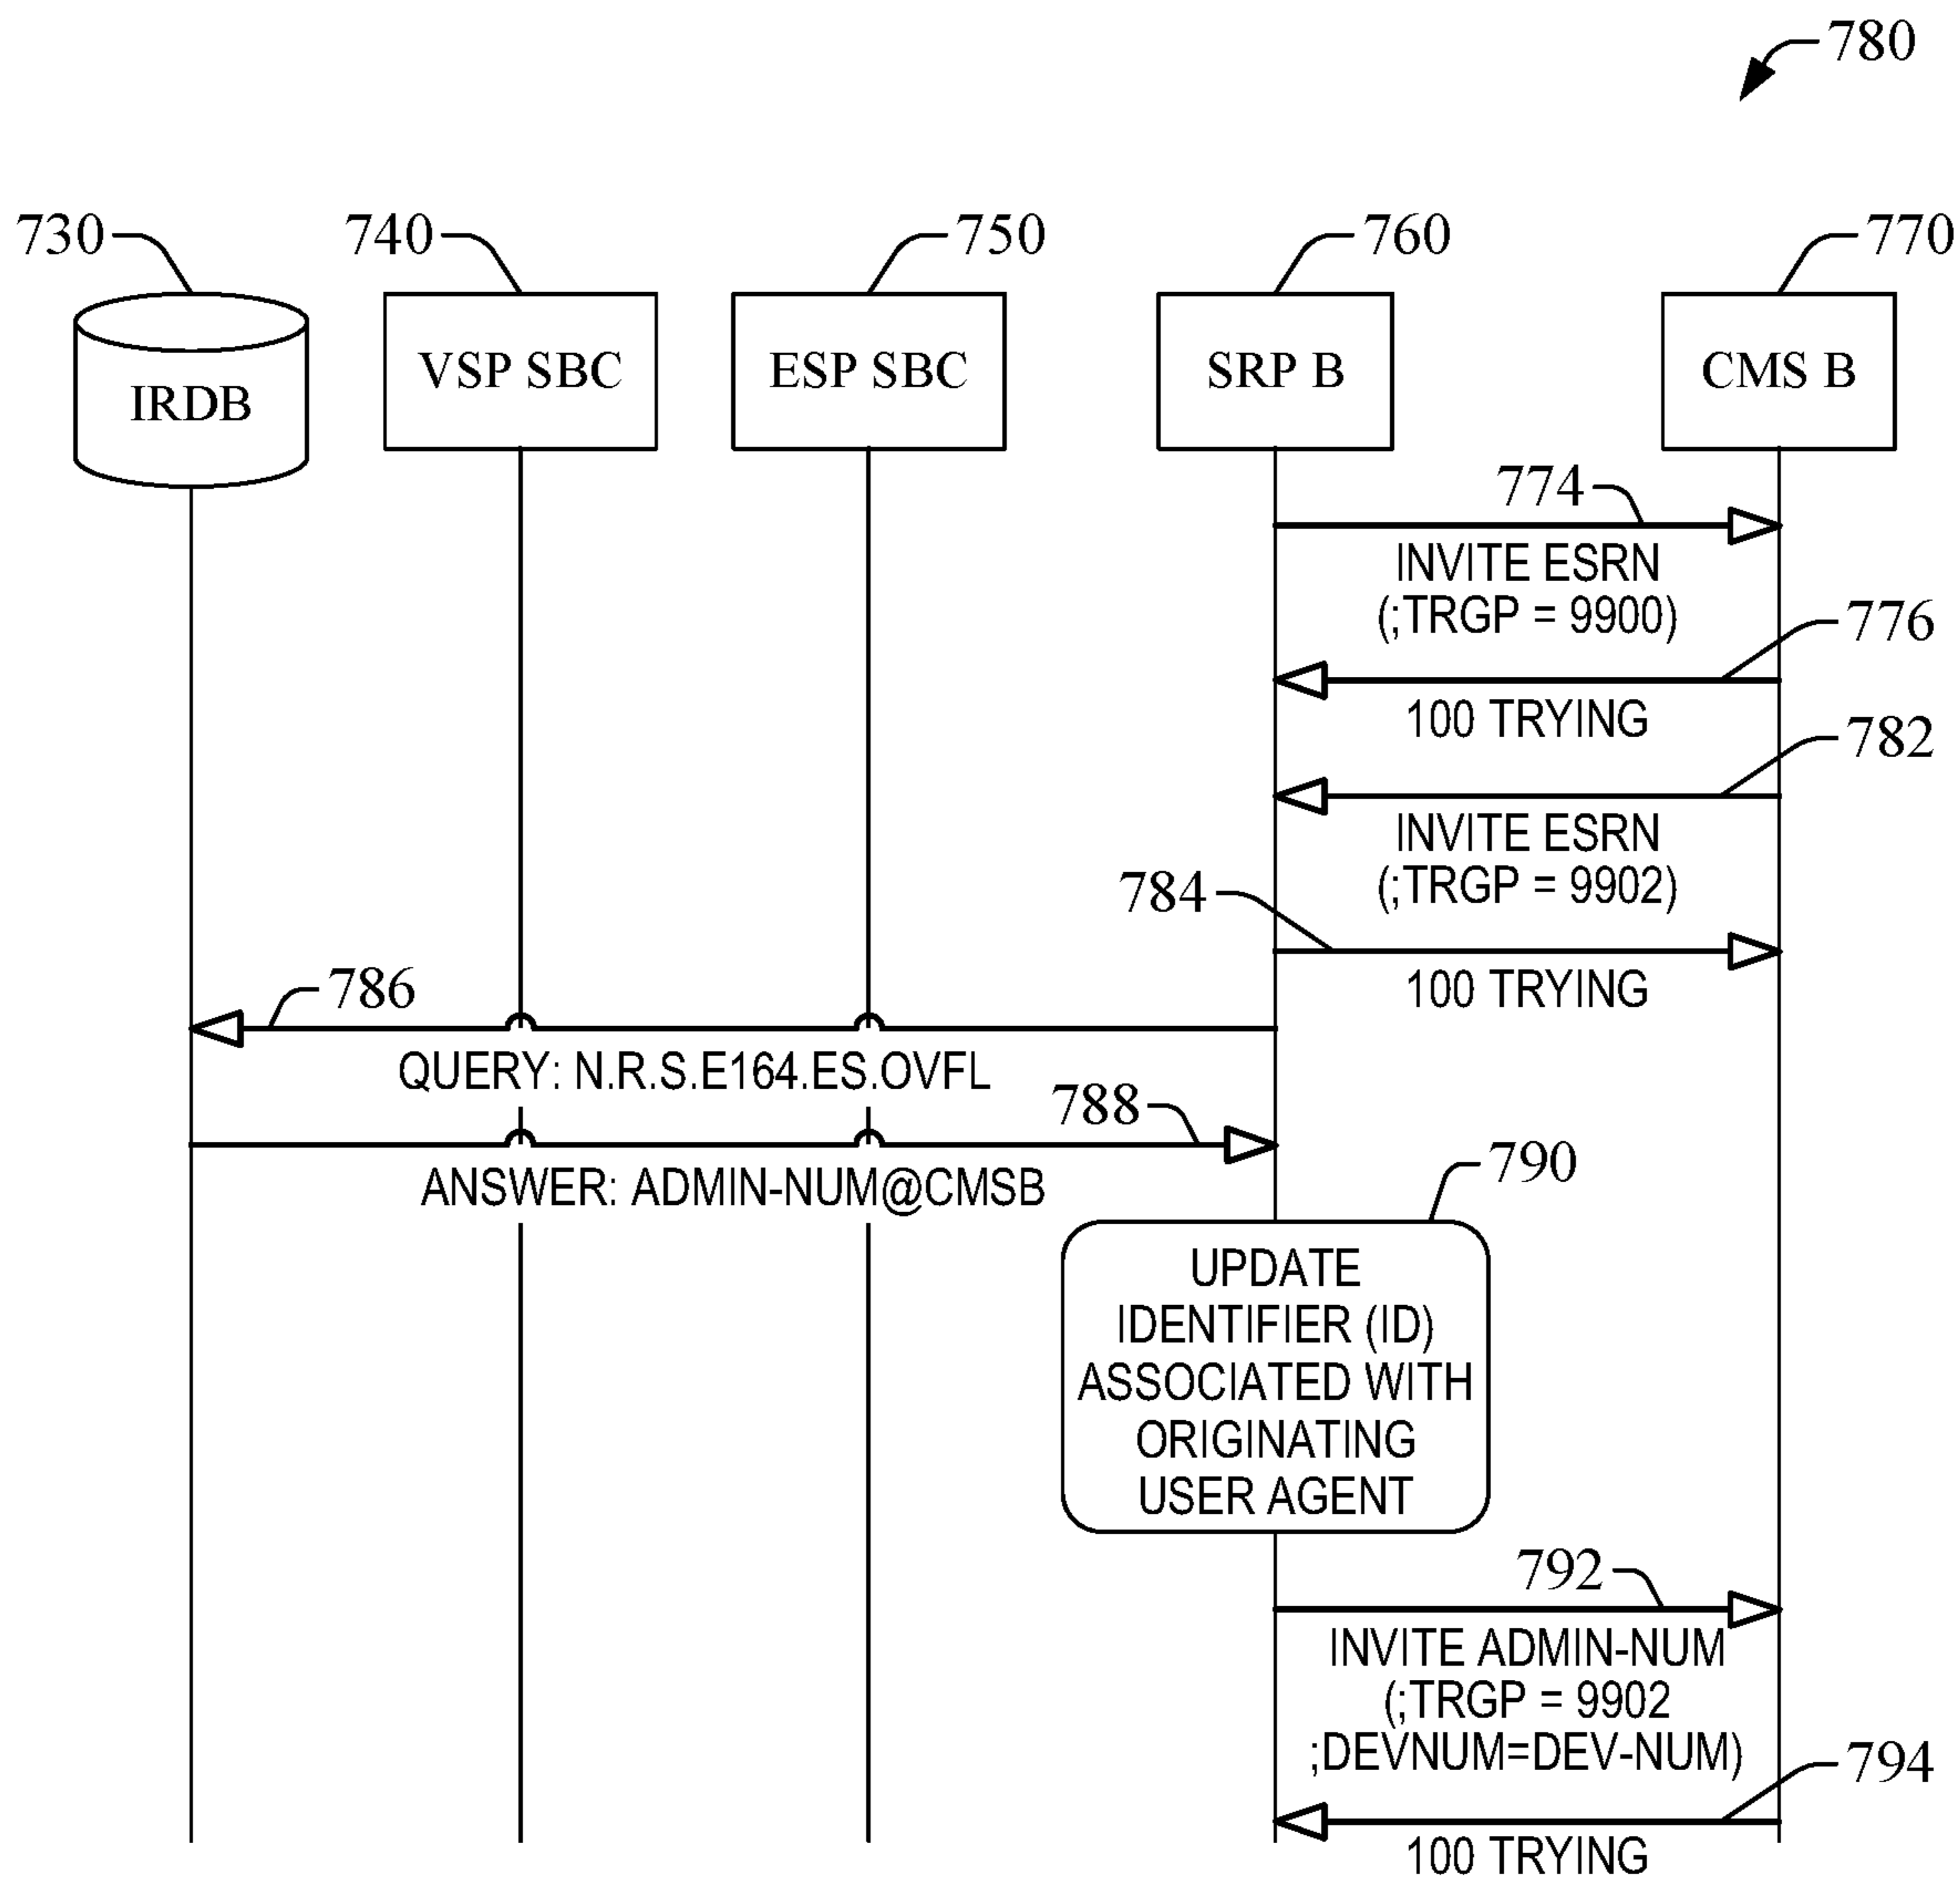 780
730
740
750
760
770
IRDB
VSP SBC
ESP SBC
SRP B
CMS B
774
INVITE ESRN
(;TRGP = 9900)
776
100 TRYING
782
INVITE ESRN
(;TRGP = 9902)
784
100 TRYING
786
QUERY: N.R.S.E164.ES.OVFL
788
ANSWER: ADMIN-NUM@CMSB
790
UPDATE
IDENTIFIER (ID)
ASSOCIATED WITH
ORIGINATING
USER AGENT
792
INVITE ADMIN-NUM
(;TRGP = 9902
;DEVNUM=DEV-NUM)
794
100 TRYING